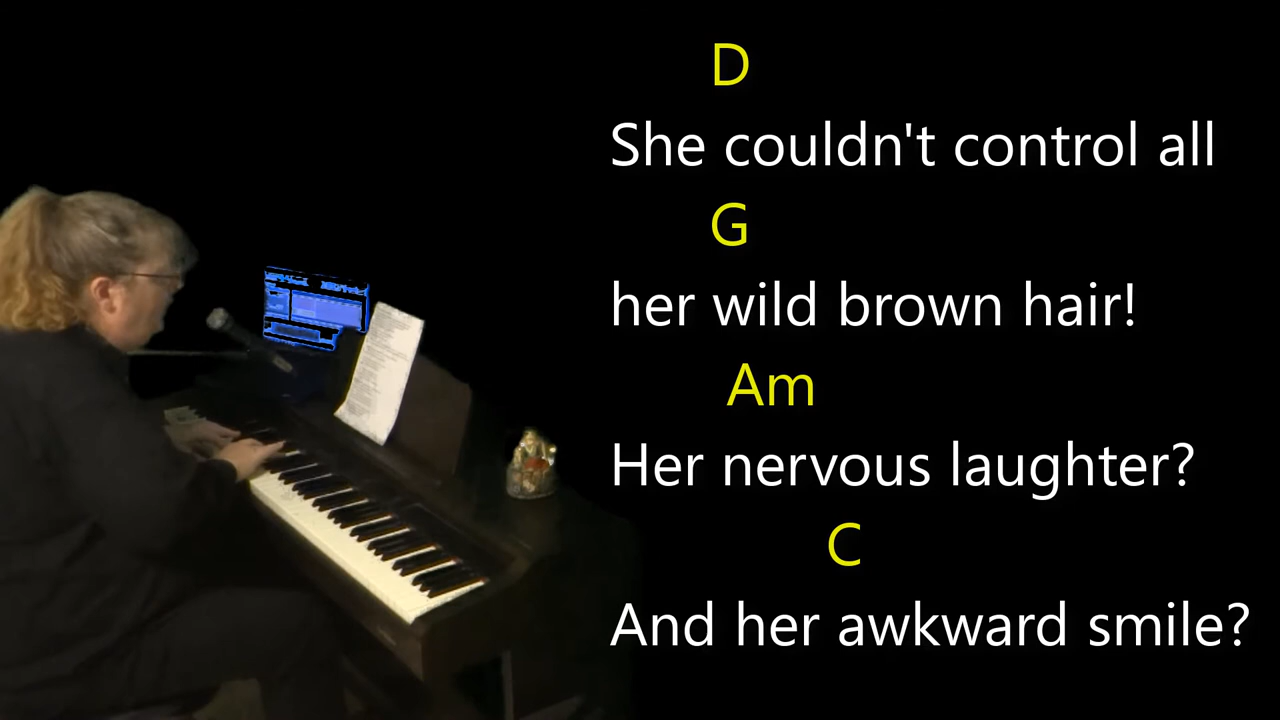 D
She couldn't control all
G
her wild brown hair!
Am
Her nervous laughter?
C
And her awkward smile?